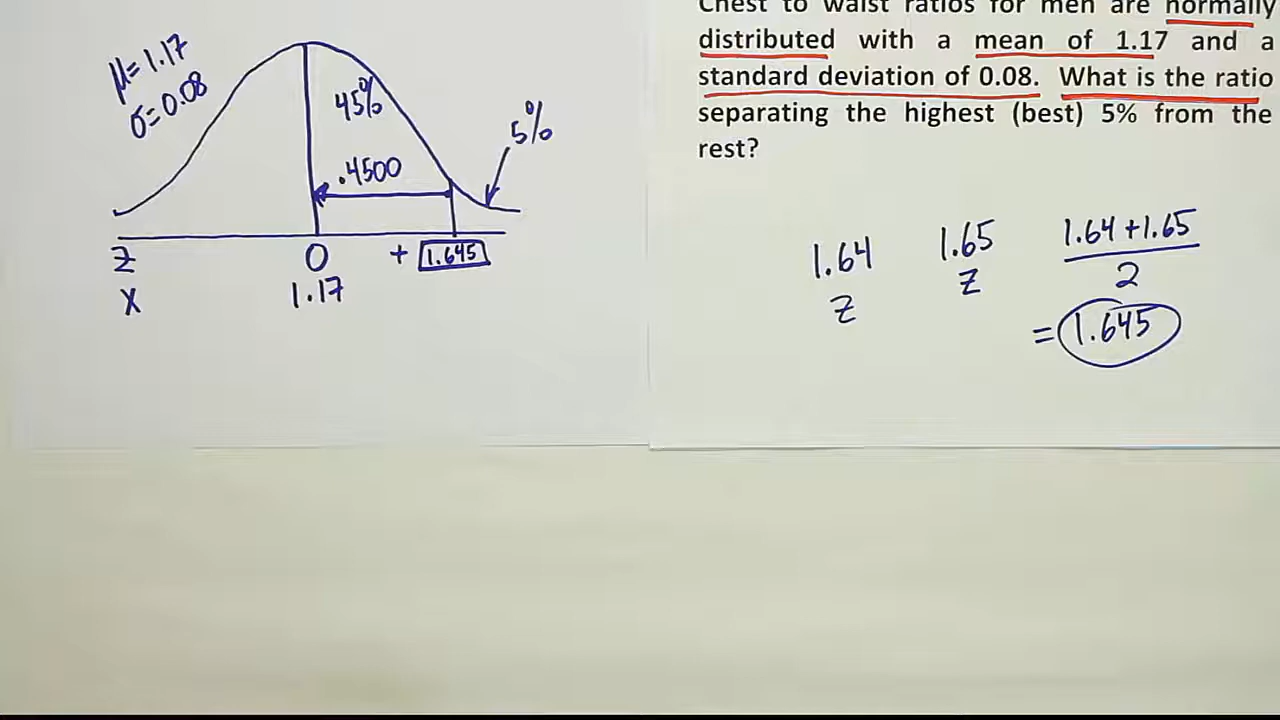 Chest to waist ratios for men are normally
distributed with a mean of 1.17 and a
standard deviation of 0.08. What is the ratio
separating the highest (best) 5% from the
rest?
μ=1.17
σ=0.08
45%
5%
.4500
Z 0 + 1.645
X 1.17
1.64 1.65 1.64+1.65
Z Z 2
= 1.645